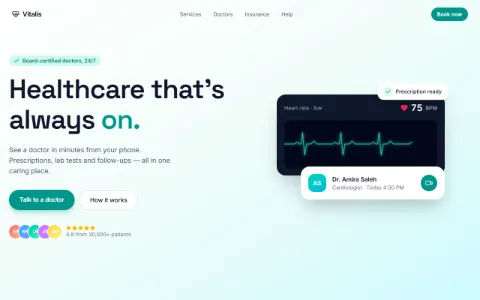 Vitalis
Services Doctors Insurance Help
Book now
Board-certified doctors, 24/7
Healthcare that's
always on.
See a doctor in minutes from your phone.
Prescriptions, lab tests and follow-ups — all in one
caring place.
Talk to a doctor
How it works
4.9 from 30,000+ patients
Prescription ready
Heart rate · live
75 BPM
AS
Dr. Amira Saleh
Cardiologist · Today 4:30 PM